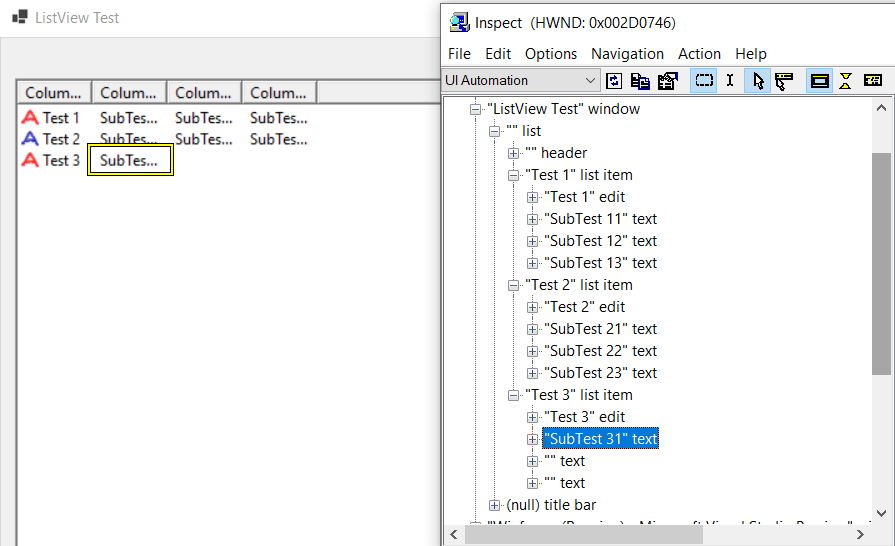 ListView Test
Colum... Colum... Colum... Colum...
Test 1 SubTes... SubTes... SubTes...
Test 2 SubTes... SubTes... SubTes...
Test 3 SubTes...
Inspect (HWND: 0x002D0746)
File Edit Options Navigation Action Help
UI Automation
"ListView Test" window
"" list
"" header
"Test 1" list item
"Test 1" edit
"SubTest 11" text
"SubTest 12" text
"SubTest 13" text
"Test 2" list item
"Test 2" edit
"SubTest 21" text
"SubTest 22" text
"SubTest 23" text
"Test 3" list item
"Test 3" edit
"SubTest 31" text
"" text
"" text
(null) title bar